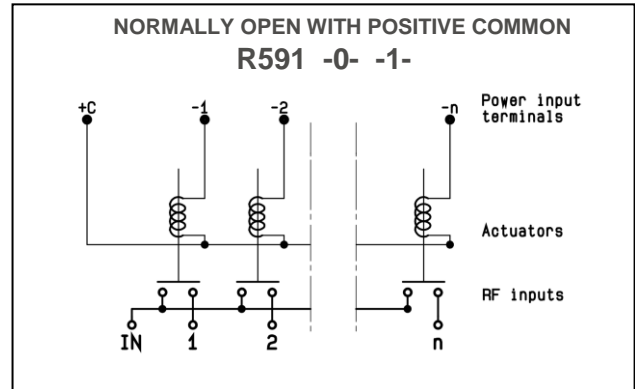 NORMALLY OPEN WITH POSITIVE COMMON
R591 -0- -1-
+C -1 -2 -n Power input
terminals
Actuators
RF inputs
IN 1 2 n